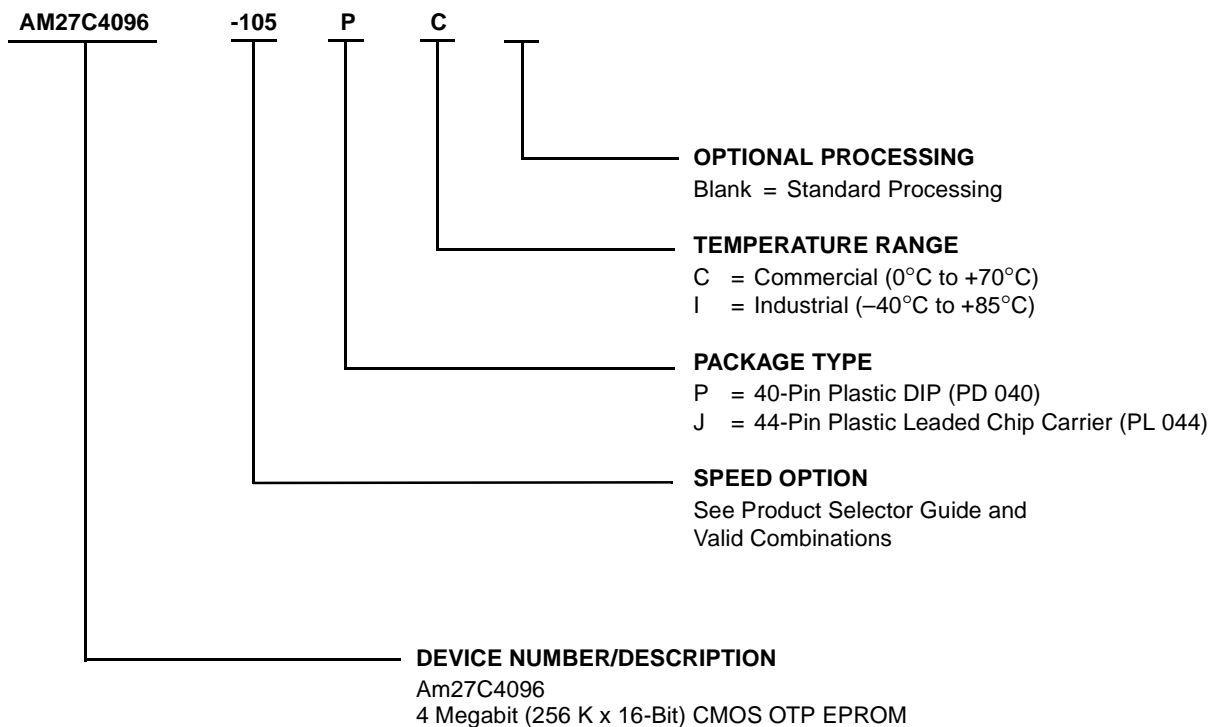 AM27C4096 -105 P C
OPTIONAL PROCESSING
Blank = Standard Processing
TEMPERATURE RANGE
C = Commercial (0°C to +70°C)
I = Industrial (–40°C to +85°C)
PACKAGE TYPE
P = 40-Pin Plastic DIP (PD 040)
J = 44-Pin Plastic Leaded Chip Carrier (PL 044)
SPEED OPTION
See Product Selector Guide and
Valid Combinations
DEVICE NUMBER/DESCRIPTION
Am27C4096
4 Megabit (256 K x 16-Bit) CMOS OTP EPROM